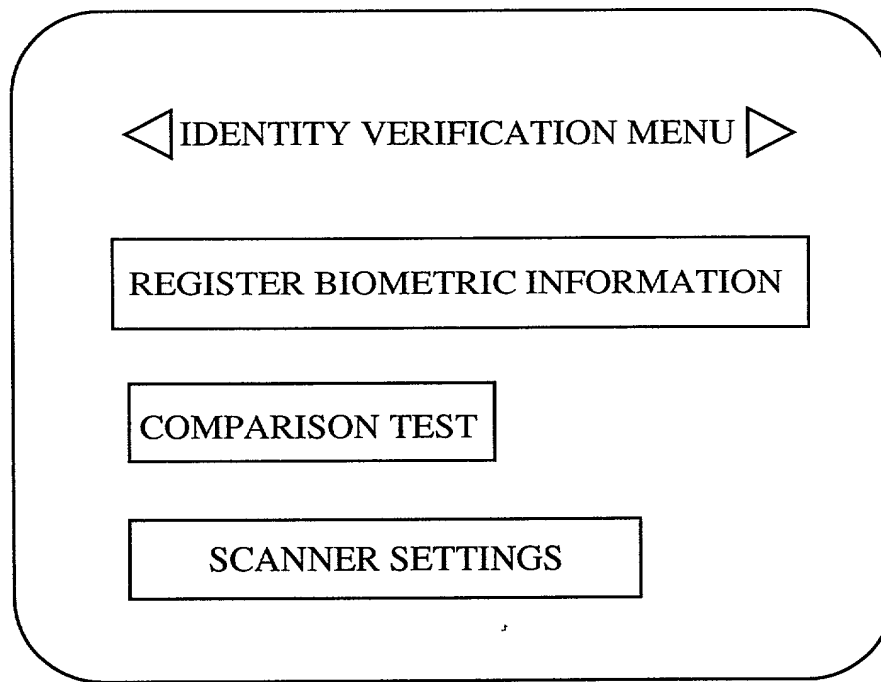 IDENTITY VERIFICATION MENU
REGISTER BIOMETRIC INFORMATION
COMPARISON TEST
SCANNER SETTINGS